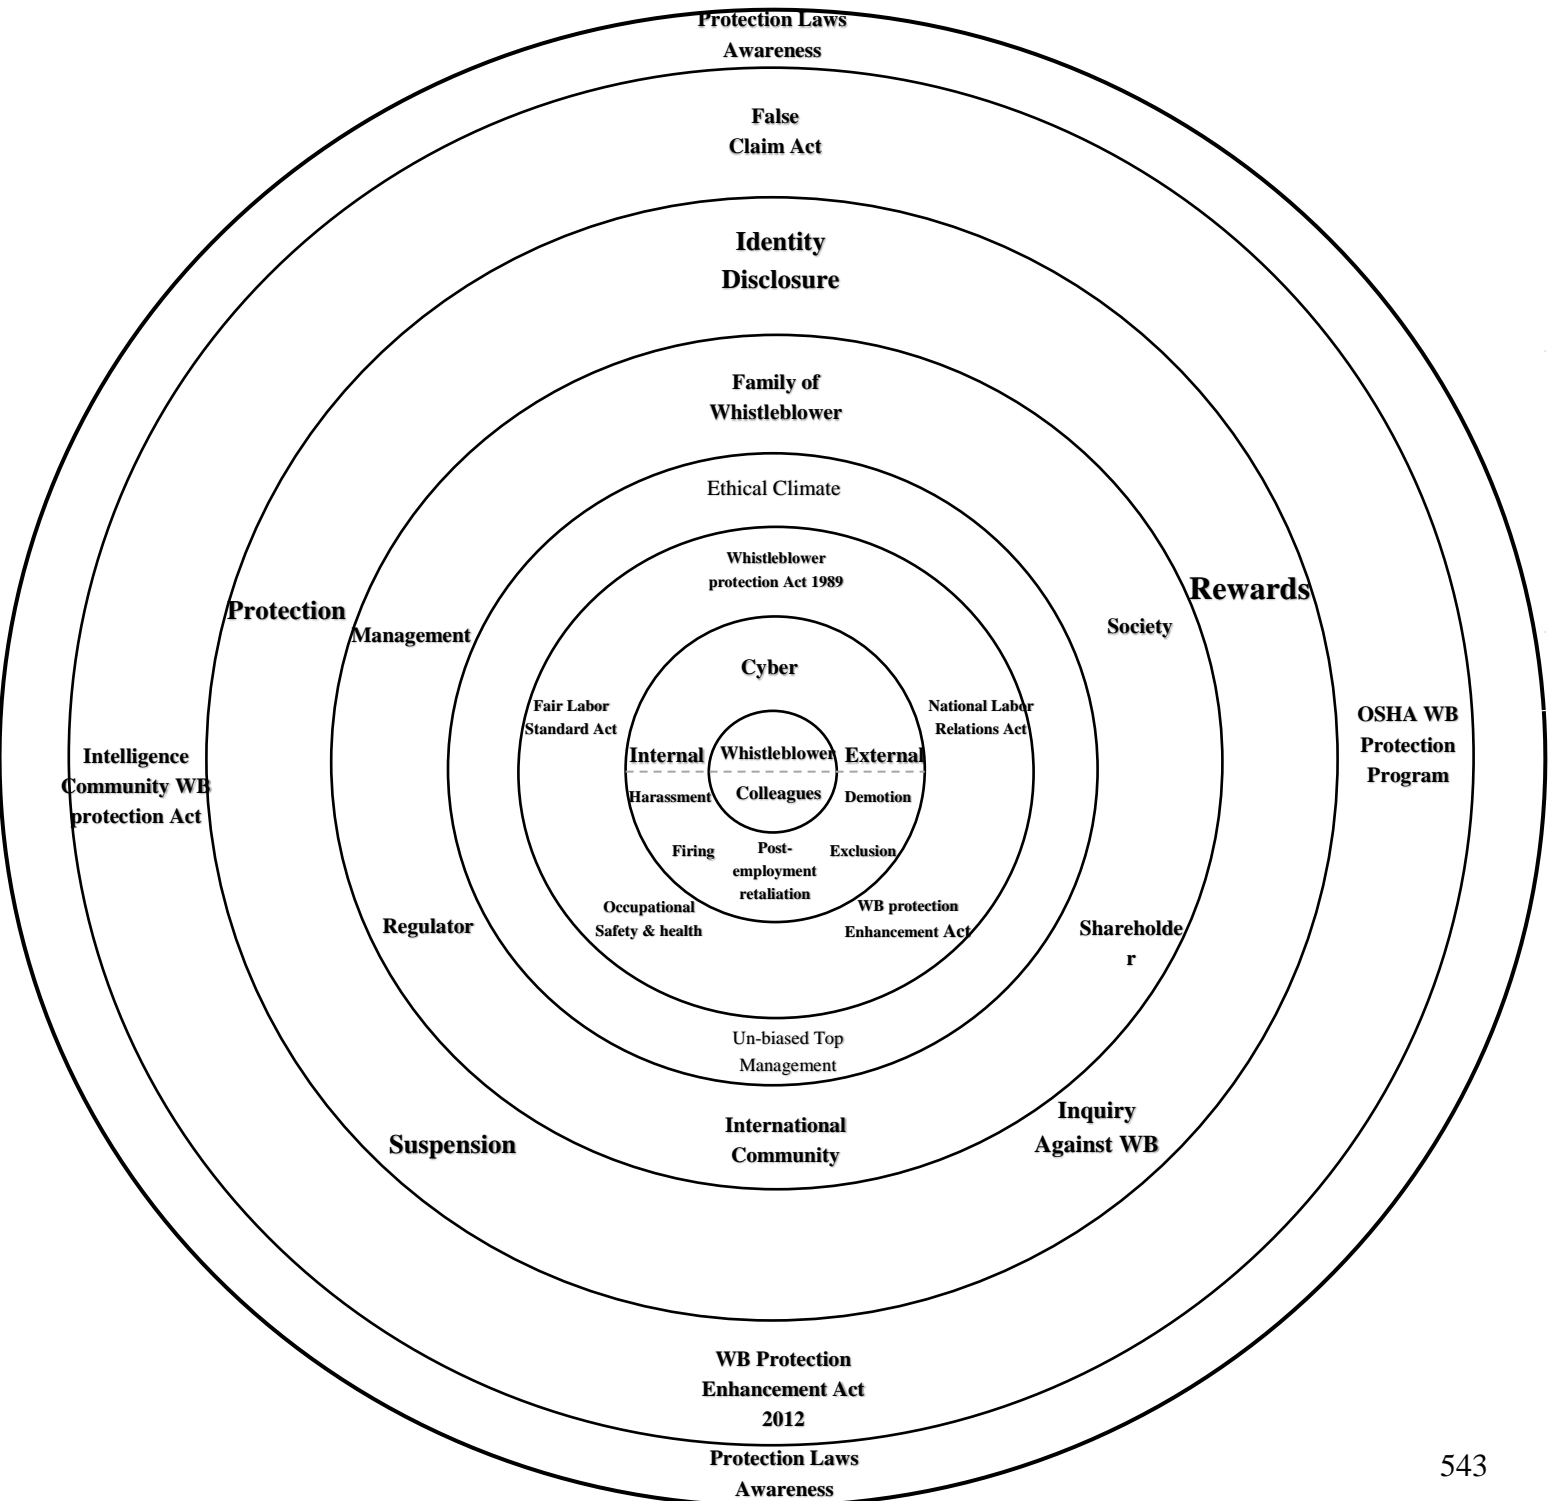 Protection Laws
Awareness
False
Claim Act
Identity
Disclosure
Family of
Whistleblower
Ethical Climate
Whistleblower
protection Act 1989
Rewards
Protection
Management
Society
Cyber
Fair Labor
Standard Act
National Labor
Relations Act
OSHA WB
Protection
Program
Intelligence
Community WB
protection Act
Internal
Whistleblower
External
Harassment
Colleagues
Demotion
Firing
Post-
employment
retaliation
Exclusion
Occupational
Safety & health
WB protection
Enhancement Act
Regulator
Shareholde
r
Un-biased Top
Management
International
Community
Suspension
Inquiry
Against WB
WB Protection
Enhancement Act
2012
Protection Laws
Awareness
543